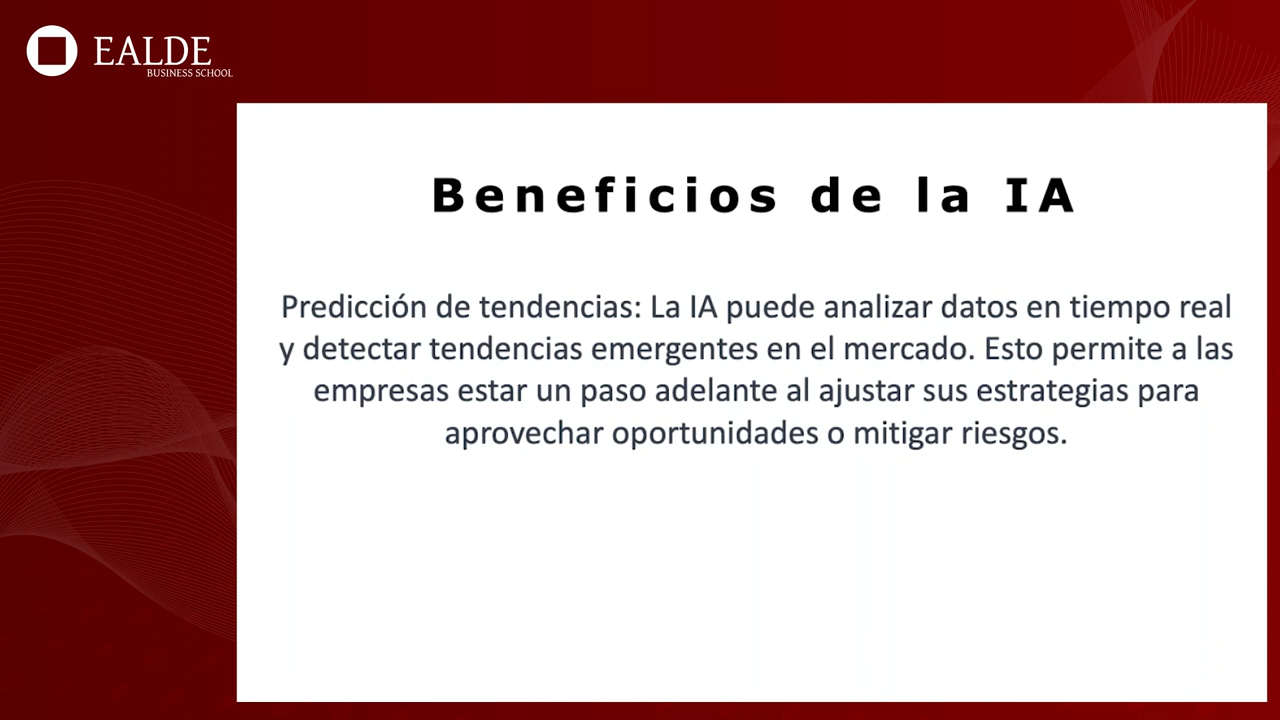 EALDE
BUSINESS SCHOOL
Beneficios de la IA
Predicción de tendencias: La IA puede analizar datos en tiempo real
y detectar tendencias emergentes en el mercado. Esto permite a las
empresas estar un paso adelante al ajustar sus estrategias para
aprovechar oportunidades o mitigar riesgos.